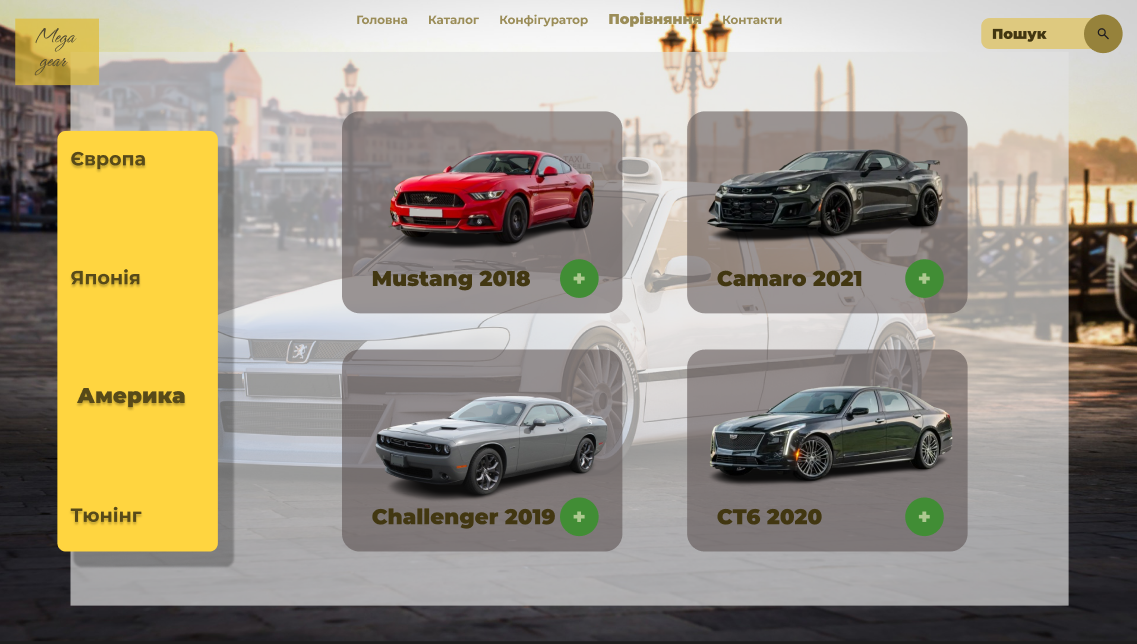 Mega
gear
Головна Каталог Конфігуратор Порівняння Контакти
Пошук
Європа
Японія
Америка
Тюнінг
TAXI
Mustang 2018
Camaro 2021
Challenger 2019
CT6 2020